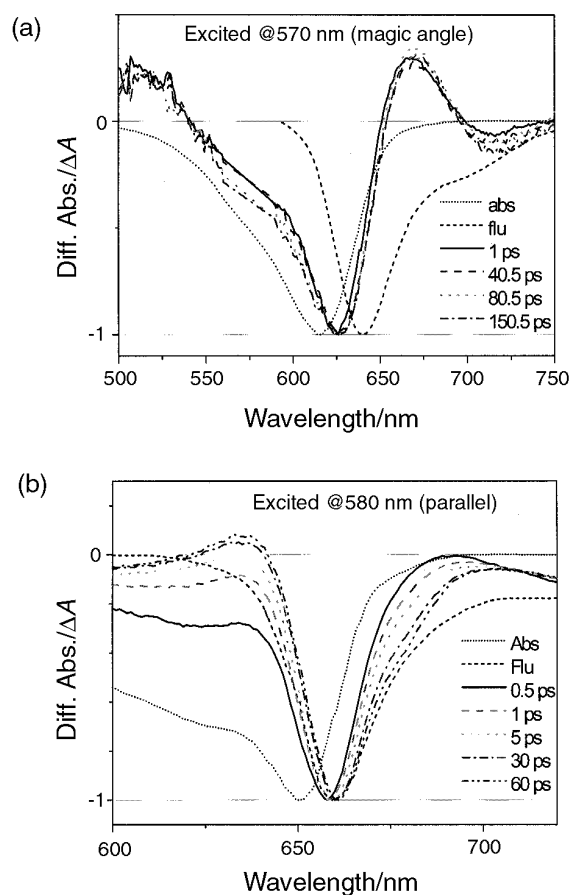 (a)
Excited @570 nm (magic angle)
Diff. Abs./ΔA
0
-1
abs
flu
1 ps
40.5 ps
80.5 ps
150.5 ps
500 550 600 650 700 750
Wavelength/nm
(b)
Excited @580 nm (parallel)
Diff. Abs./ΔA
0
-1
Abs
Flu
0.5 ps
1 ps
5 ps
30 ps
60 ps
600 650 700
Wavelength/nm